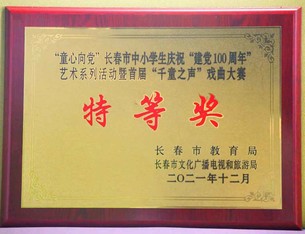 “童心向党”长春市中小学生庆祝“建党100周年”
艺术系列活动暨首届“千童之声”戏曲大赛
特等奖
长春市教育局
长春市文化广播电视和旅游局
二〇二一年十二月